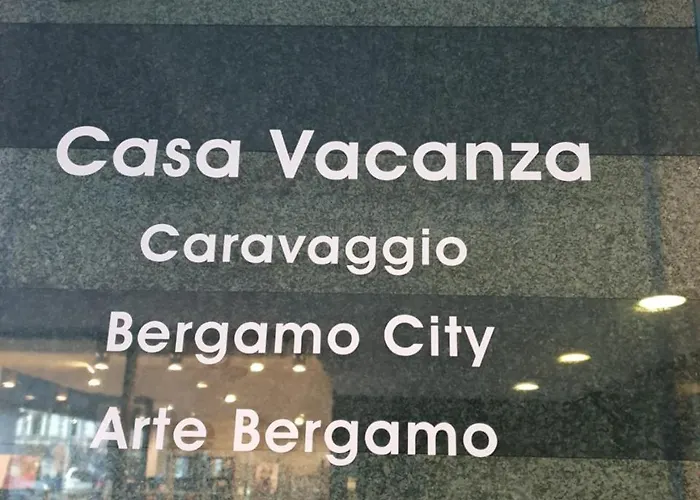 Casa Vacanza
Caravaggio
Bergamo City
Arte Bergamo